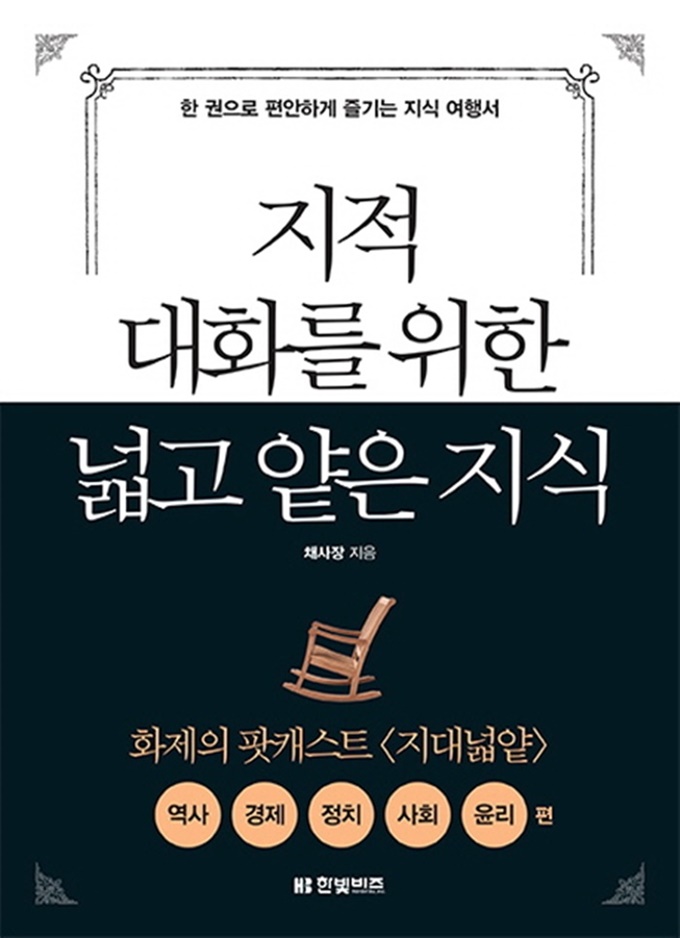 한 권으로 편안하게 즐기는 지식 여행서
지적
대화를 위한
넓고 얕은 지식
채사장 지음
화제의 팟캐스트 〈지대넓얕〉
역사 경제 정치 사회 윤리 편
HB 한빛비즈